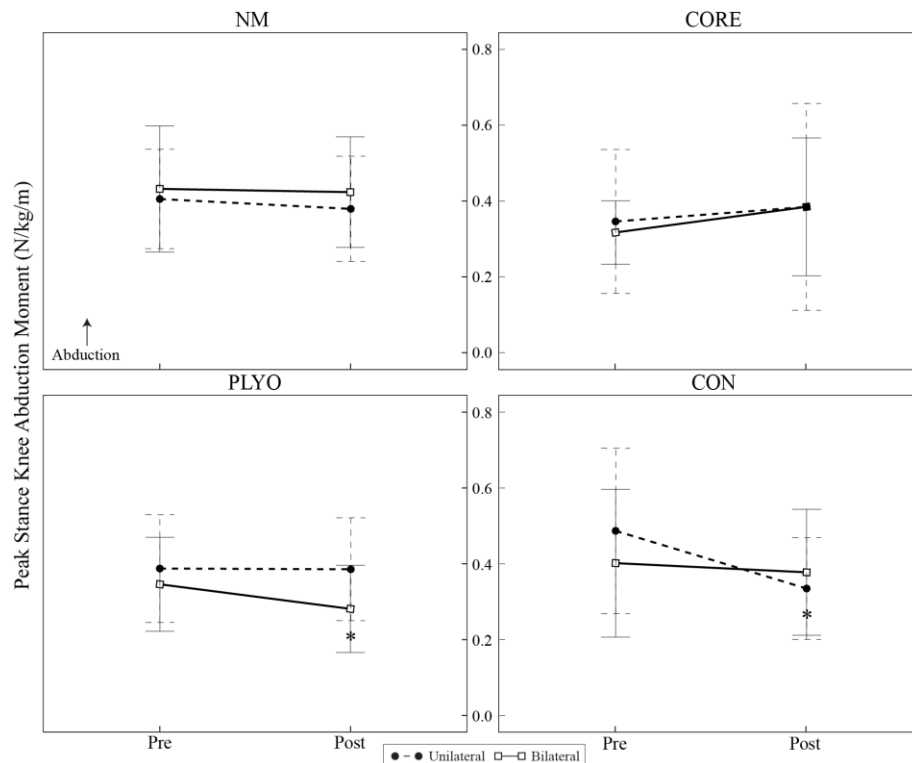 NM
CORE
Peak Stance Knee Abduction Moment (N/kg/m)
0.8
0.6
0.4
0.2
0.0
Abduction
PLYO
CON
0.8
0.6
0.4
0.2
0.0
*
*
Pre
Post
Pre
Post
Unilateral
Bilateral